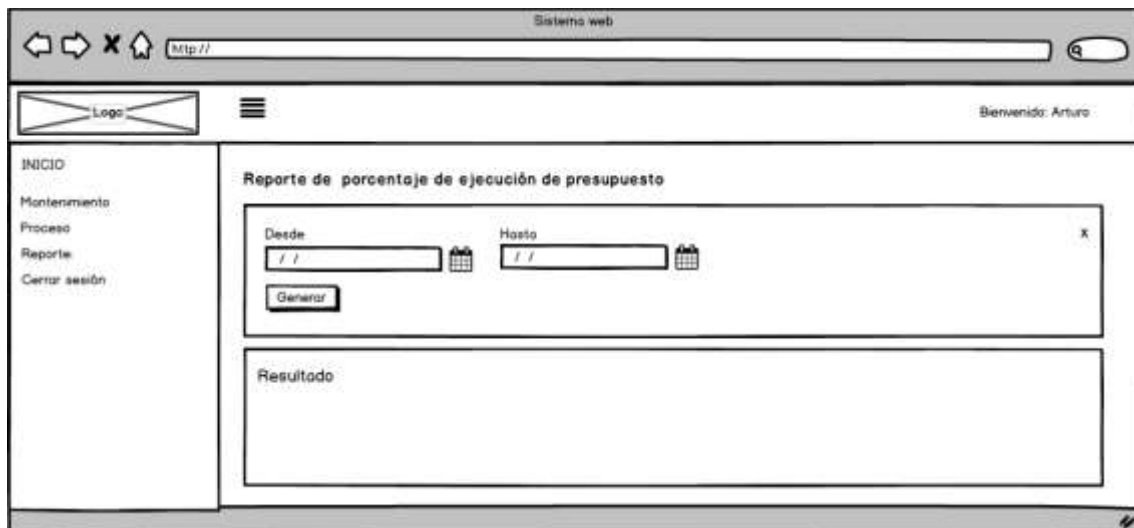 Sistema web
http://
Logo
Bienvenido: Arturo
INICIO
Mantenimiento
Proceso
Reporte
Cerrar sesión
Reporte de porcentaje de ejecución de presupuesto
Desde
Hasta
x
/ /
/ /
Generar
Resultado